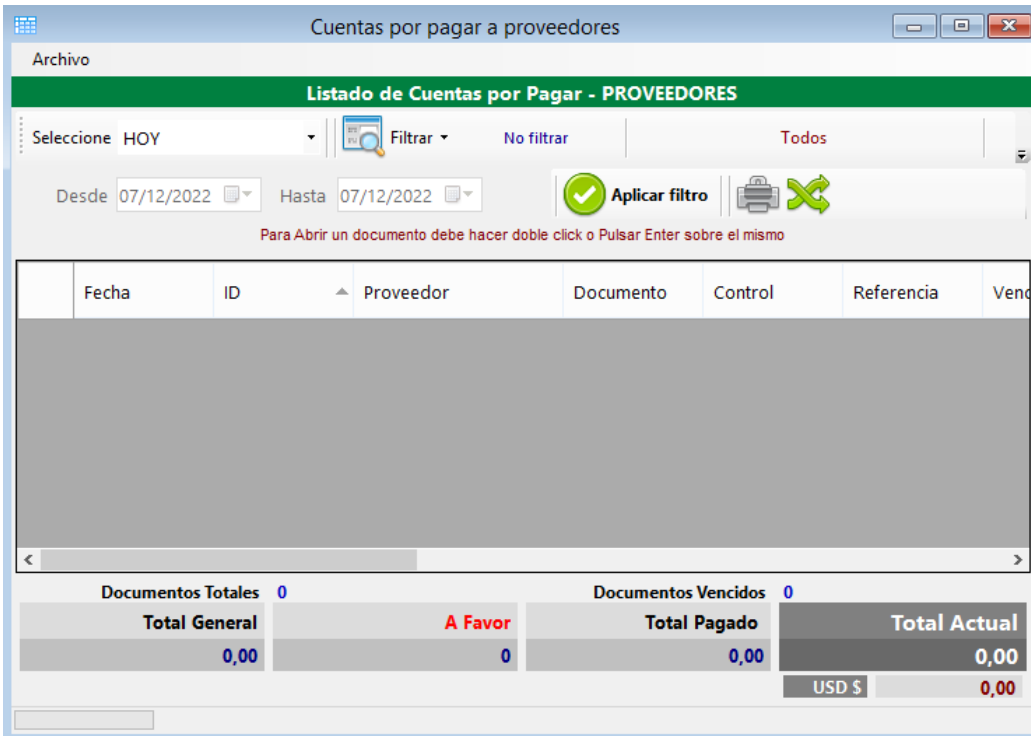 Cuentas por pagar a proveedores
Archivo
Listado de Cuentas por Pagar - PROVEEDORES
Seleccione HOY Filtrar No filtrar Todos
Desde 07/12/2022 Hasta 07/12/2022 Aplicar filtro
Para Abrir un documento debe hacer doble click o Pulsar Enter sobre el mismo
Fecha ID Proveedor Documento Control Referencia Venc
Documentos Totales 0 Documentos Vencidos 0
Total General A Favor Total Pagado Total Actual
0,00 0 0,00 0,00
USD $ 0,00